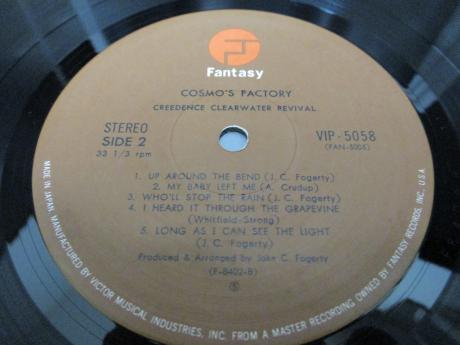 Fantasy
COSMO'S FACTORY
CREEDENCE CLEARWATER REVIVAL
STEREO
SIDE 2
33 1/3 rpm
VIP-5058
(FAN-5005)
1. UP AROUND THE BEND (J. C. Fogerty)
2. MY BABY LEFT ME (A. Crudup)
3. WHO'LL STOP THE RAIN (J. C. Fogerty)
4. I HEARD IT THROUGH THE GRAPEVINE
(Whitfield-Strong)
5. LONG AS I CAN SEE THE LIGHT
(J. C. Fogerty)
Produced & Arranged by John C. Fogerty
(F-8402-B)
S
MADE IN JAPAN, MANUFACTURED BY VICTOR MUSICAL INDUSTRIES, INC. FROM A MASTER RECORDING OWNED BY FANTASY RECORDS, INC. U.S.A.